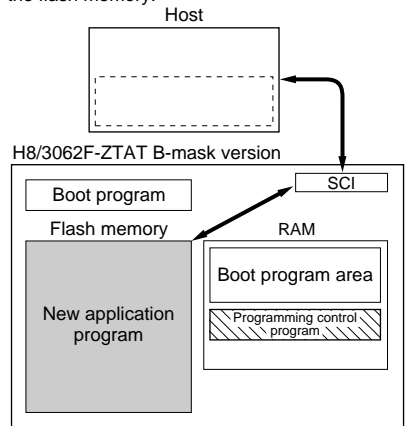 the flash memory.
Host
H8/3062F-ZTAT B-mask version
SCI
Boot program
Flash memory
RAM
Boot program area
New application
program
Programming control
program